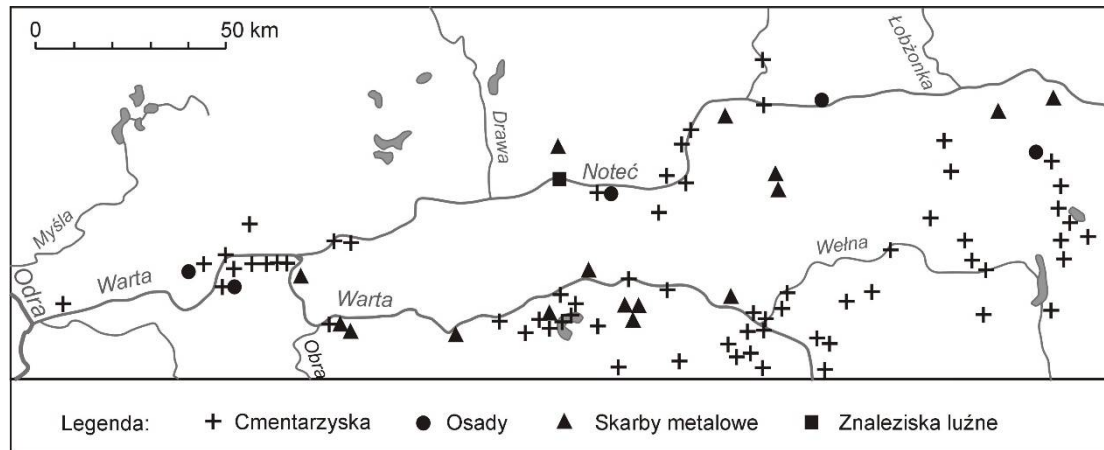 0 50 km
Łobżonka
Drawa
Noteć
Myśla
Wełna
Odra
Warta
Warta
Obra
Legenda: Cmentarzyska Osady Skarby metalowe Znaleziska luźne